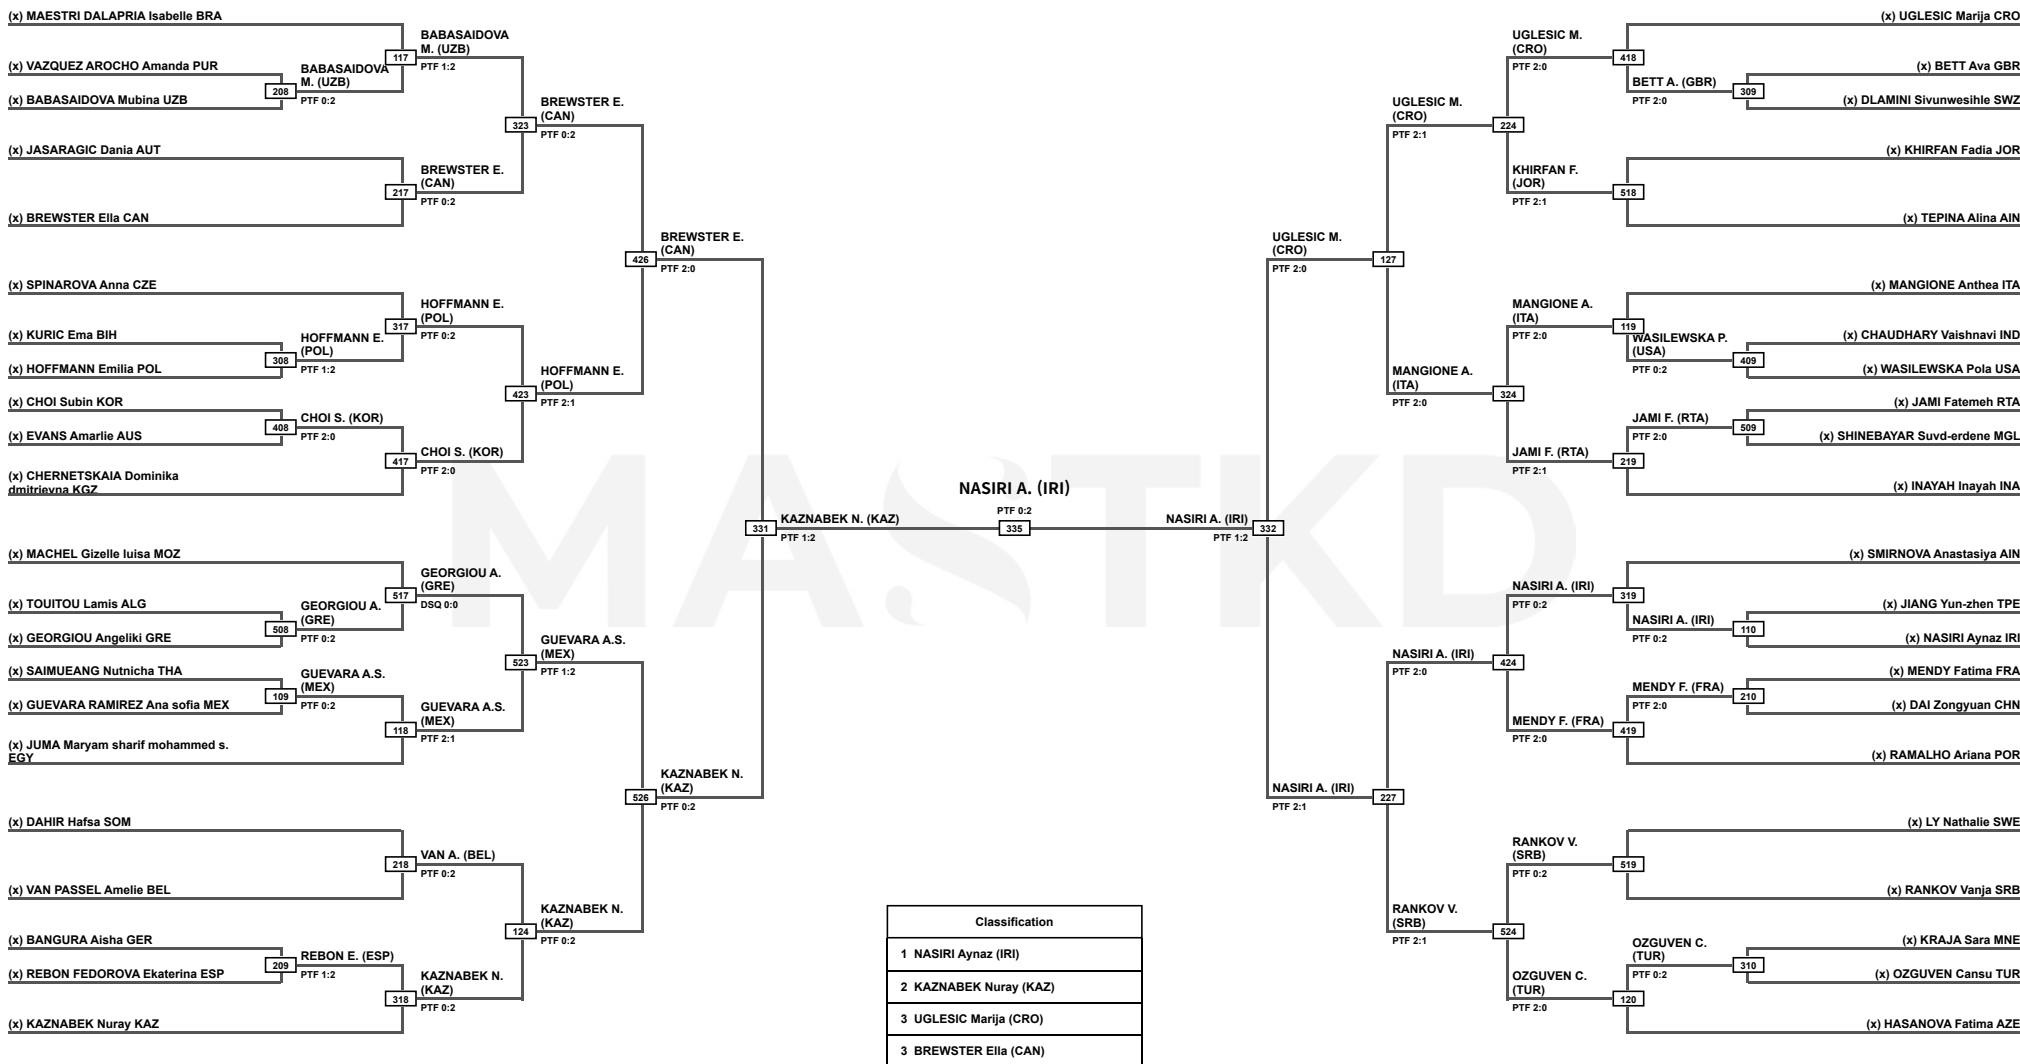 (x) MAESTRI DALAPRIA Isabelle BRA
(x) VAZQUEZ AROCHO Amanda PUR
(x) BABASAIDOVA Mubina UZB
(x) JASARAGIC Dania AUT
(x) BREWSTER Ella CAN
(x) SPINAROVA Anna CZE
(x) KURIC Ema BIH
(x) HOFFMANN Emilia POL
(x) CHOI Subin KOR
(x) EVANS Amarlie AUS
(x) CHERNETSKAIA Dominika
dmitrievna KGZ
(x) MACHEL Gizelle luisa MOZ
(x) TOUITOU Lamis ALG
(x) GEORGIOU Angeliki GRE
(x) SAIMUEANG Nutnicha THA
(x) GUEVARA RAMIREZ Ana sofia MEX
(x) JUMA Maryam sharif mohammed s.
EGY
(x) DAHIR Hafsa SOM
(x) VAN PASSEL Amelie BEL
(x) BANGURA Aisha GER
(x) REBON FEDOROVA Ekaterina ESP
(x) KAZNABEK Nuray KAZ
208
BABASAIDOVA
M. (UZB)
PTF 0:2
308
HOFFMANN E.
(POL)
PTF 1:2
408
CHOI S. (KOR)
PTF 2:0
508
GEORGIOU A.
(GRE)
PTF 0:2
109
GUEVARA A.S.
(MEX)
PTF 0:2
209
REBON E. (ESP)
PTF 1:2
117
BABASAIDOVA
M. (UZB)
PTF 1:2
217
BREWSTER E.
(CAN)
PTF 0:2
317
HOFFMANN E.
(POL)
PTF 0:2
417
CHOI S. (KOR)
PTF 2:0
517
GEORGIOU A.
(GRE)
DSQ 0:0
118
GUEVARA A.S.
(MEX)
PTF 2:1
218
VAN A. (BEL)
PTF 0:2
318
KAZNABEK N.
(KAZ)
PTF 0:2
323
BREWSTER E.
(CAN)
PTF 0:2
423
HOFFMANN E.
(POL)
PTF 2:1
523
GUEVARA A.S.
(MEX)
PTF 1:2
124
KAZNABEK N.
(KAZ)
PTF 0:2
426
BREWSTER E.
(CAN)
PTF 2:0
526
KAZNABEK N.
(KAZ)
PTF 0:2
331
KAZNABEK N. (KAZ)
PTF 1:2
MASTKD
NASIRI A. (IRI)
PTF 0:2
335
NASIRI A. (IRI)
PTF 1:2
332
UGLESIC M.
(CRO)
PTF 2:0
127
NASIRI A. (IRI)
PTF 2:1
227
UGLESIC M.
(CRO)
PTF 2:1
224
MANGIONE A.
(ITA)
PTF 2:0
324
NASIRI A. (IRI)
PTF 2:0
424
RANKOV V.
(SRB)
PTF 2:1
524
UGLESIC M.
(CRO)
PTF 2:0
418
KHIRFAN F.
(JOR)
PTF 2:1
518
MANGIONE A.
(ITA)
PTF 2:0
119
JAMI F. (RTA)
PTF 2:1
219
NASIRI A. (IRI)
PTF 0:2
319
MENDY F. (FRA)
PTF 2:0
419
RANKOV V.
(SRB)
PTF 0:2
519
OZGUVEN C.
(TUR)
PTF 2:0
120
BETT A. (GBR)
PTF 2:0
309
WASILEWSKA P.
(USA)
PTF 0:2
409
JAMI F. (RTA)
PTF 2:0
509
NASIRI A. (IRI)
PTF 0:2
110
MENDY F. (FRA)
PTF 2:0
210
OZGUVEN C.
(TUR)
PTF 0:2
310
(x) UGLESIC Marija CRO
(x) BETT Ava GBR
(x) DLAMINI Sivunwesihle SWZ
(x) KHIRFAN Fadia JOR
(x) TEPINA Alina AIN
(x) MANGIONE Anthea ITA
(x) CHAUDHARY Vaishnavi IND
(x) WASILEWSKA Pola USA
(x) JAMI Fatemeh RTA
(x) SHINEBAYAR Suvd-erdene MGL
(x) INAYAH Inayah INA
(x) SMIRNOVA Anastasiya AIN
(x) JIANG Yun-zhen TPE
(x) NASIRI Aynaz IRI
(x) MENDY Fatima FRA
(x) DAI Zongyuan CHN
(x) RAMALHO Ariana POR
(x) LY Nathalie SWE
(x) RANKOV Vanja SRB
(x) KRAJA Sara MNE
(x) OZGUVEN Cansu TUR
(x) HASANOVA Fatima AZE
Classification
1 NASIRI Aynaz (IRI)
2 KAZNABEK Nuray (KAZ)
3 UGLESIC Marija (CRO)
3 BREWSTER Ella (CAN)